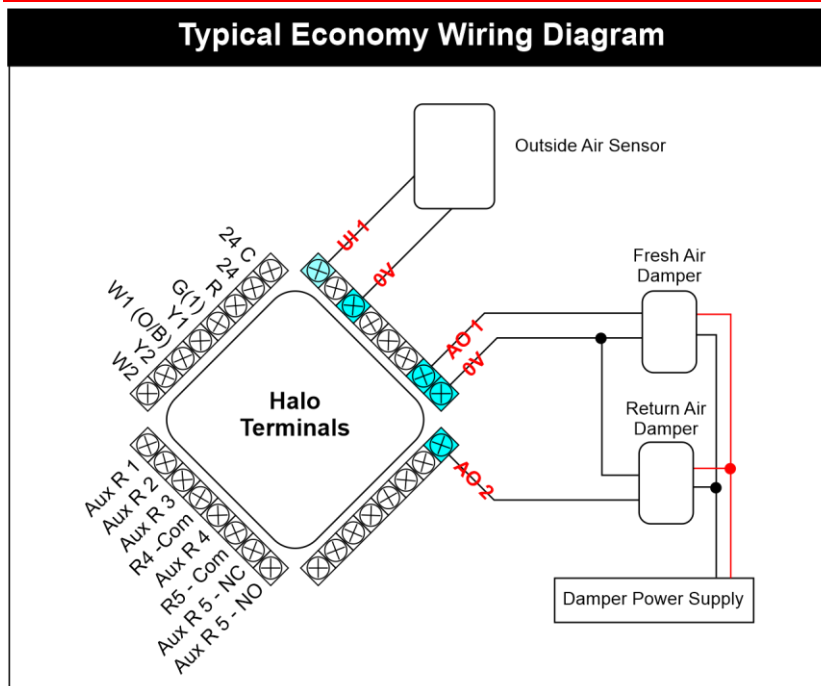 Typical Economy Wiring Diagram
Outside Air Sensor
UI 1
0V
24 C
24 R
G(1)
Y1
W1 (O/B)
Y2
W2
Fresh Air
Damper
AO 1
0V
Halo
Terminals
Return Air
Damper
AO 2
Aux R 1
Aux R 2
Aux R 3
R4 -Com
Aux R 4
R5 - Com
Aux R 5 - NC
Aux R 5 - NO
Damper Power Supply